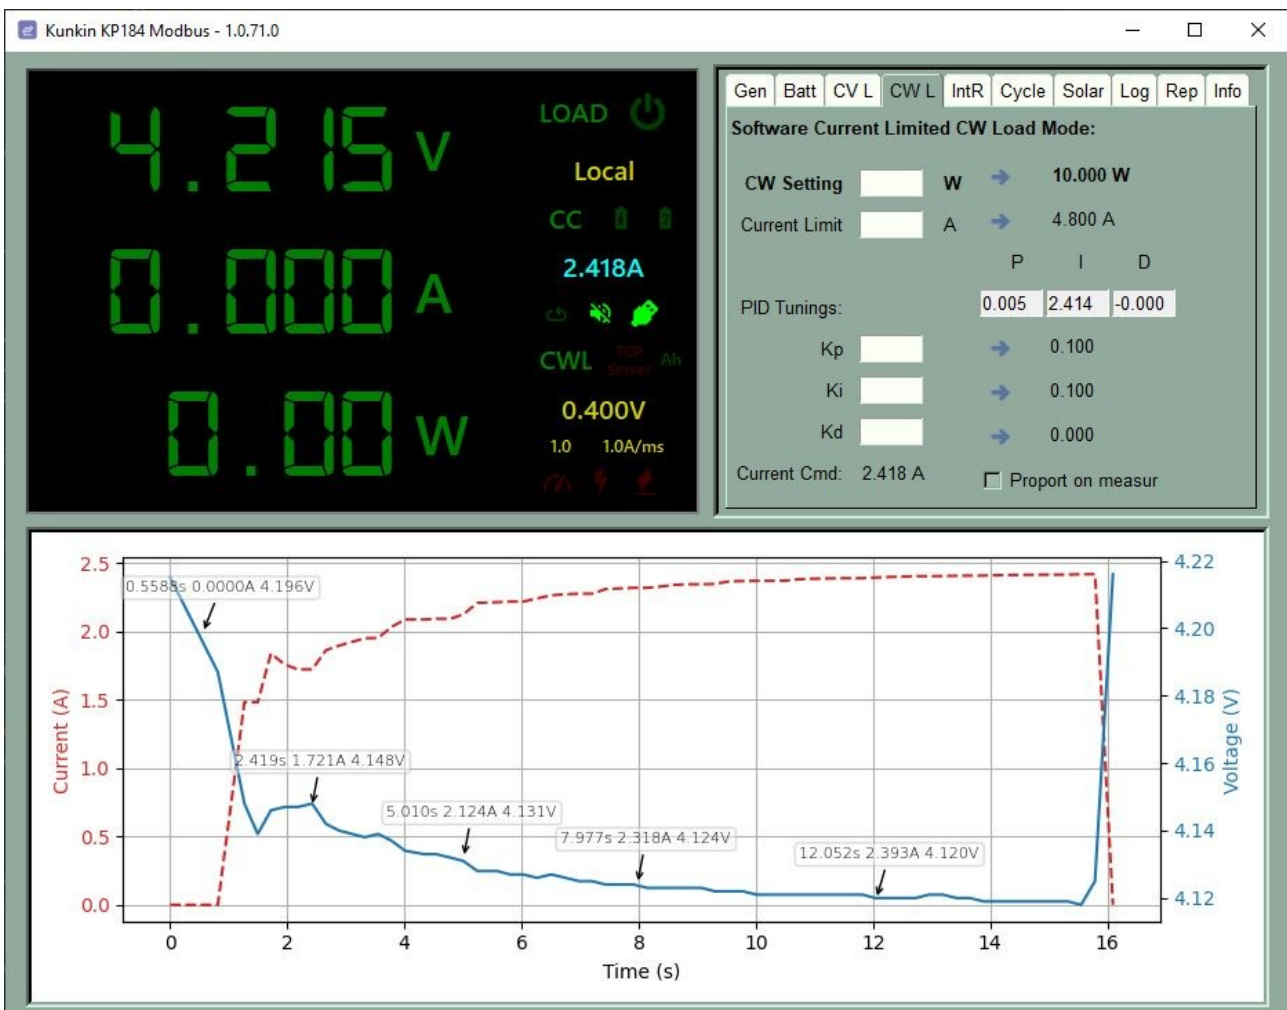 Kunkin KP184 Modbus - 1.0.71.0
4.215 V
0.000 A
0.00 W
LOAD
Local
CC
2.418A
CWL TCP Server Ah
0.400V
1.0 1.0A/ms
Gen Batt CV L CW L IntR Cycle Solar Log Rep Info
Software Current Limited CW Load Mode:
CW Setting W 10.000 W
Current Limit A 4.800 A
P I D
PID Tunings: 0.005 2.414 -0.000
Kp 0.100
Ki 0.100
Kd 0.000
Current Cmd: 2.418 A Proport on measur
Current (A)
2.5
2.0
1.5
1.0
0.5
0.0
0.5588s 0.0000A 4.196V
2.419s 1.721A 4.148V
5.010s 2.124A 4.131V
7.977s 2.318A 4.124V
12.052s 2.393A 4.120V
4.22
4.20
4.18
4.16
4.14
4.12
Voltage (V)
0 2 4 6 8 10 12 14 16
Time (s)